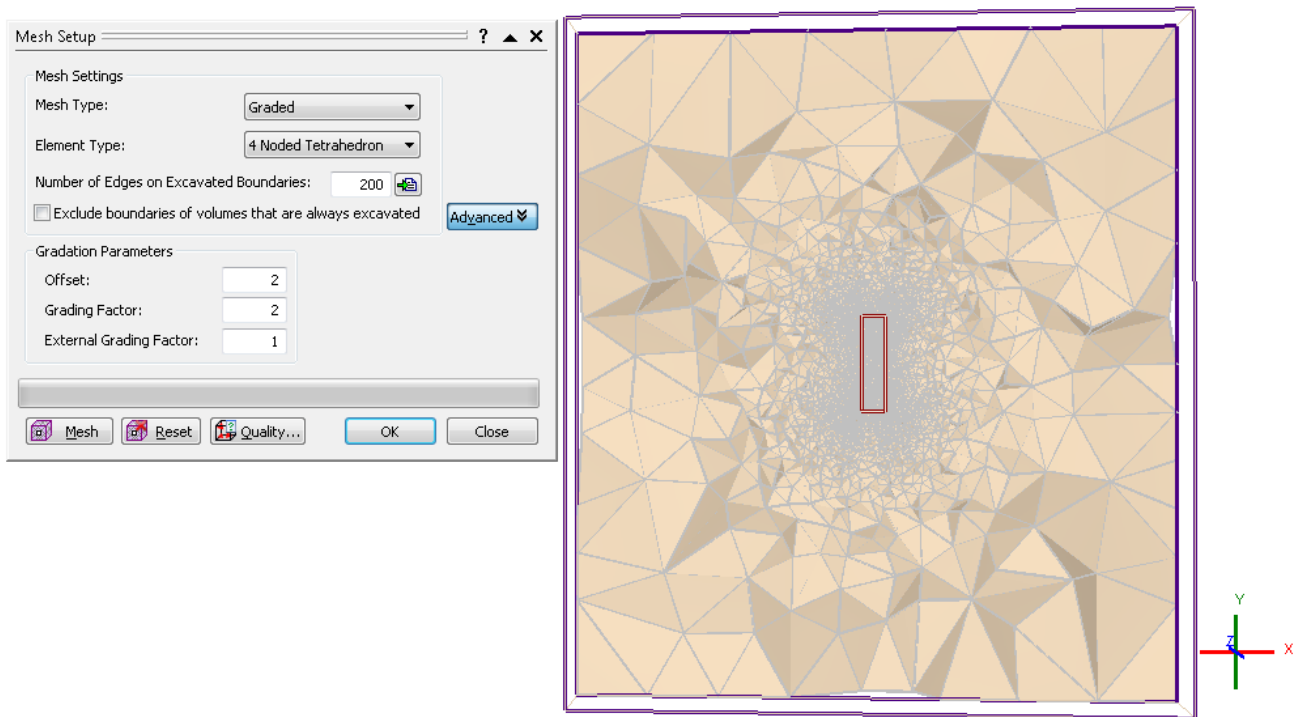 Mesh Setup ?
Mesh Settings
Mesh Type: Graded
Element Type: 4 Noded Tetrahedron
Number of Edges on Excavated Boundaries: 200
Exclude boundaries of volumes that are always excavated
Advanced
Gradation Parameters
Offset: 2
Grading Factor: 2
External Grading Factor: 1
Mesh Reset Quality... OK Close
Y
Z
X